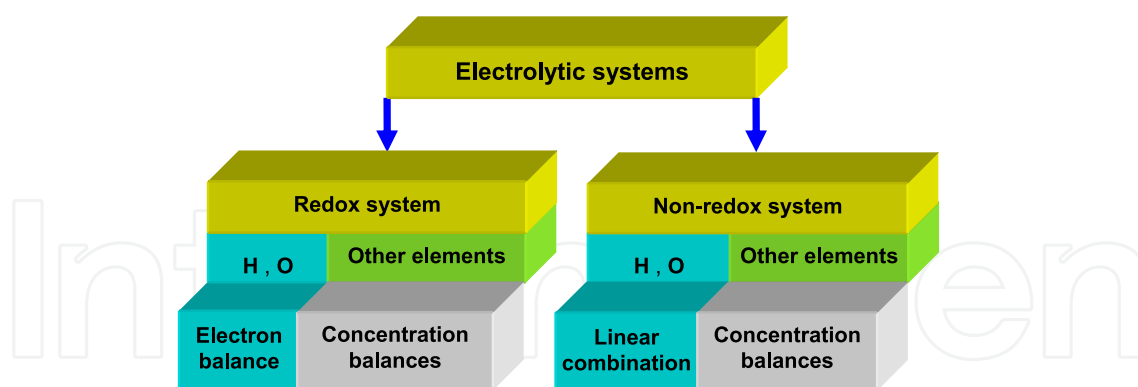 Electrolytic systems
Redox system
Non-redox system
H , O
Other elements
H , O
Other elements
Electron
balance
Concentration
balances
Linear
combination
Concentration
balances